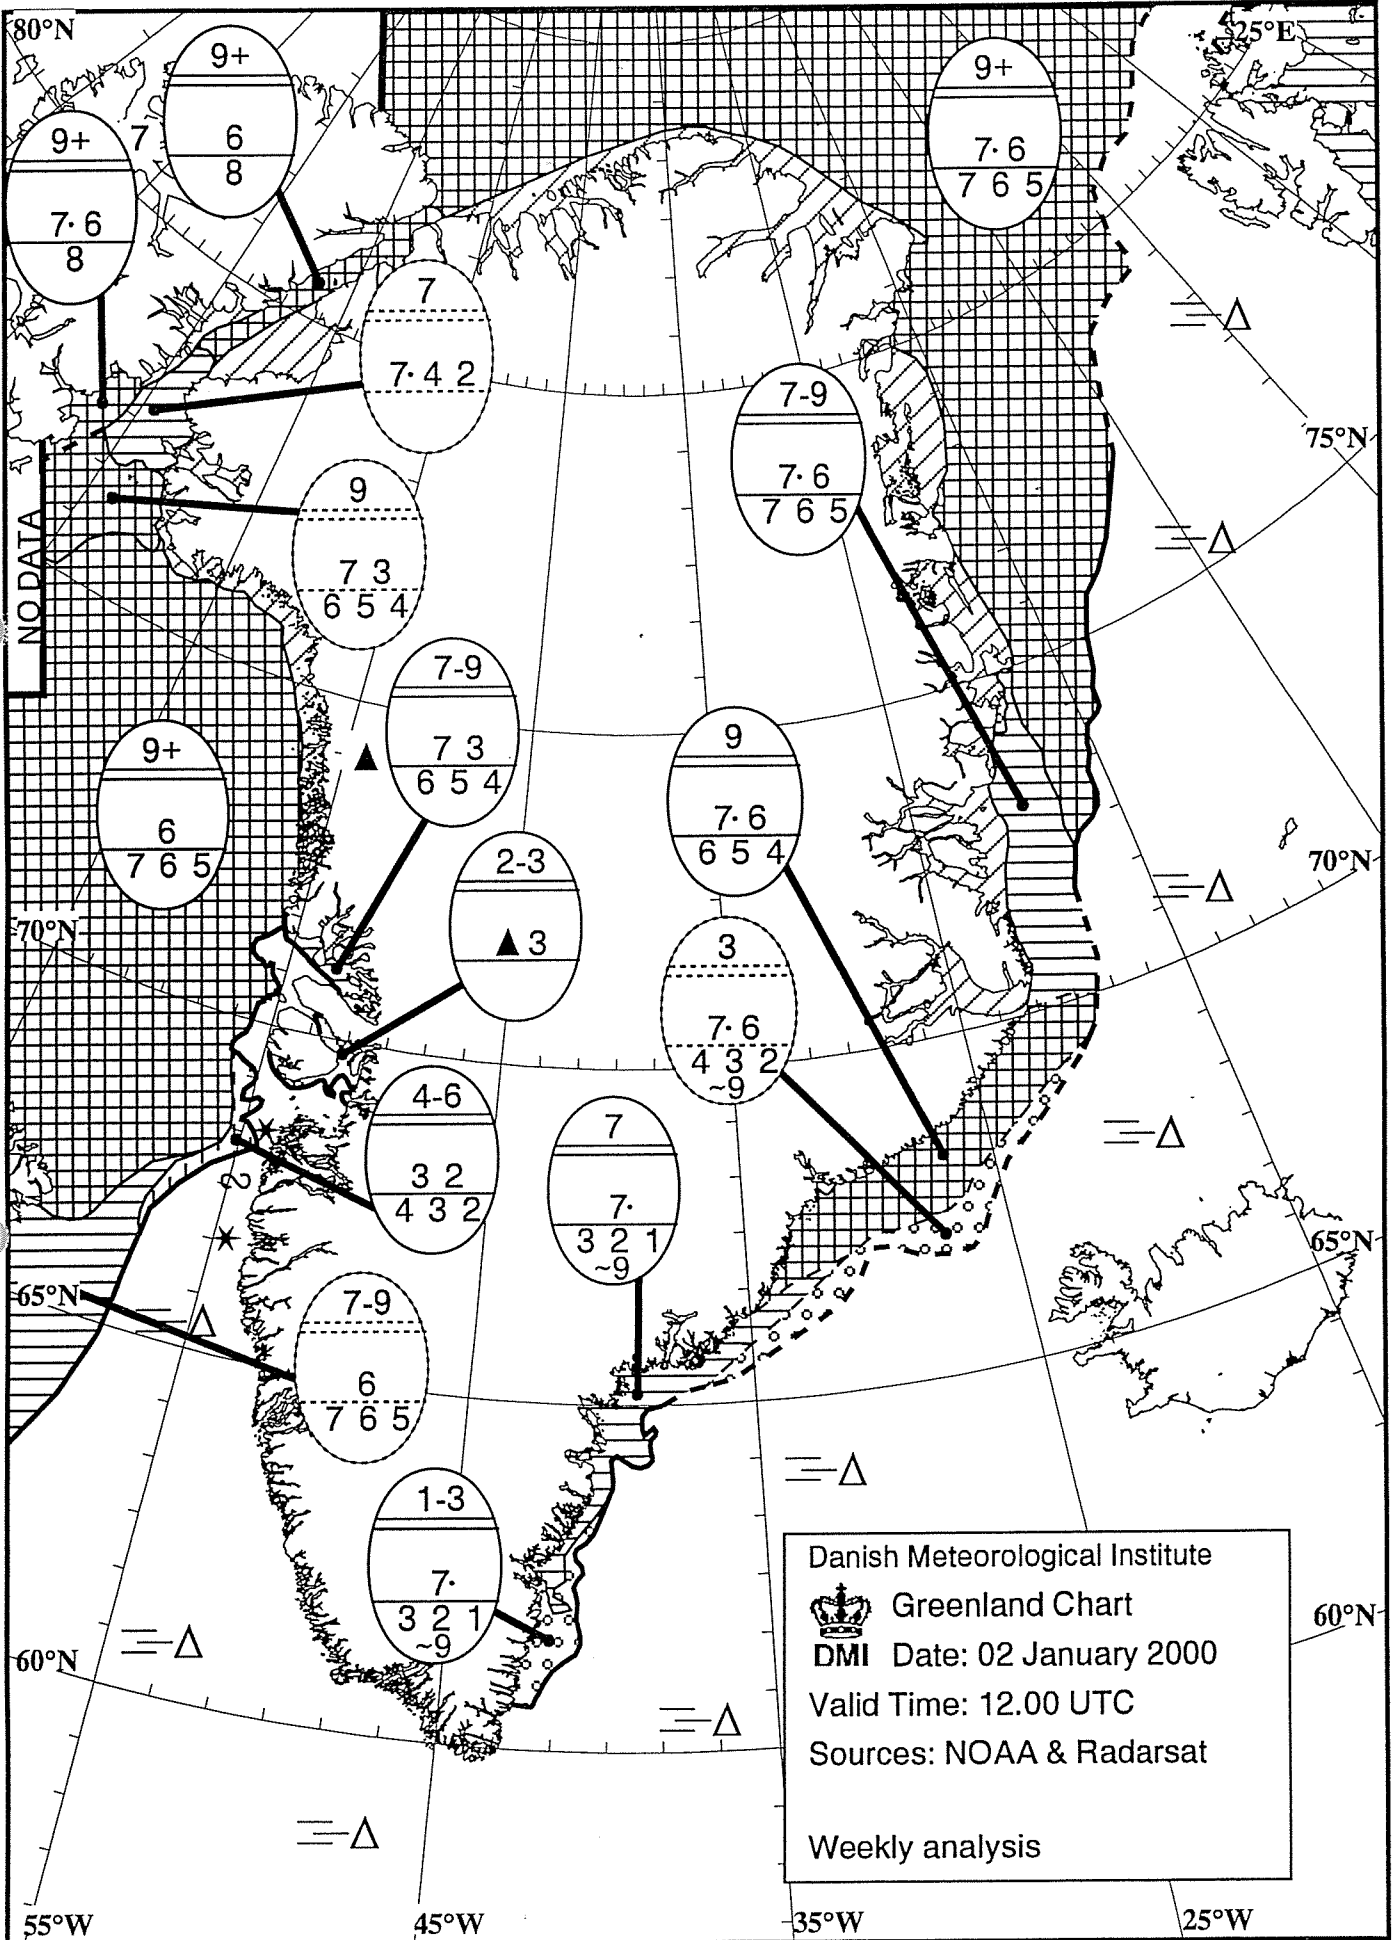 80°N
25°E
9+
6
8
9+
7· 6
7 6 5
9+
7
7· 6
8
7
7· 4 2
7-9
7· 6
7 6 5
75°N
9
7 3
6 5 4
NO DATA
7-9
7 3
6 5 4
9+
6
7 6 5
9
7· 6
6 5 4
70°N
2-3
▲ 3
70°N
3
7· 6
4 3 2
~9
4-6
3 2
4 3 2
2
7
7·
3 2 1
~9
65°N
65°N
7-9
6
7 6 5
1-3
7·
3 2 1
~9
60°N
60°N
Danish Meteorological Institute
Greenland Chart
DMI Date: 02 January 2000
Valid Time: 12.00 UTC
Sources: NOAA & Radarsat
Weekly analysis
55°W
45°W
35°W
25°W